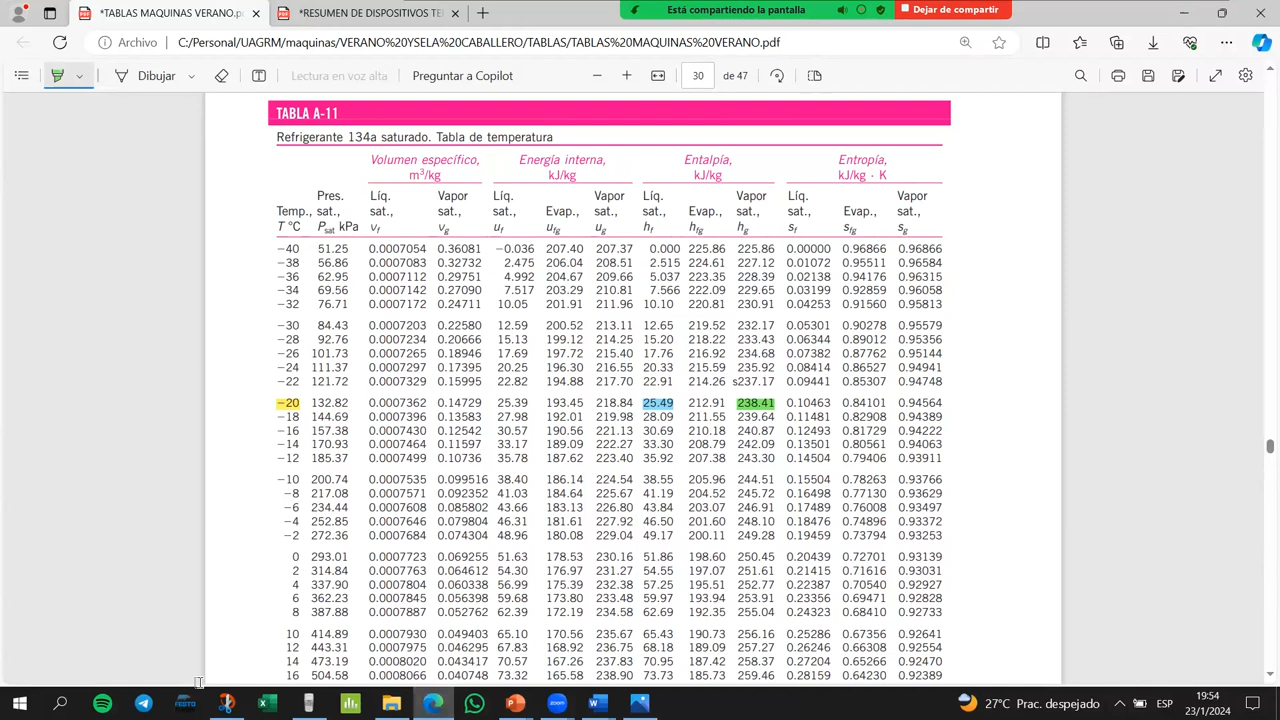 *TABLAS MAQUINAS VERANO.p
*RESUMEN DE DISPOSITIVOS TE
Está compartiendo la pantalla
Dejar de compartir
Archivo C:/Personal/UAGRM/maquinas/VERANO%20YSELA%20CABALLERO/TABLAS/TABLAS%20MAQUINAS%20VERANO.pdf
Dibujar Lectura en voz alta Preguntar a Copilot 30 de 47
TABLA A-11
Refrigerante 134a saturado. Tabla de temperatura
Volumen específico, Energía interna, Entalpía, Entropía,
m³/kg kJ/kg kJ/kg kJ/kg · K
Pres. Líq. Vapor Líq. Vapor Líq. Vapor Líq. Vapor
Temp., sat., sat., sat., sat., Evap., sat., sat., Evap., sat., sat., Evap., sat.,
T °C Psat kPa vf vg uf ufg ug hf hfg hg sf sfg sg
−40 51.25 0.0007054 0.36081 −0.036 207.40 207.37 0.000 225.86 225.86 0.00000 0.96866 0.96866
−38 56.86 0.0007083 0.32732 2.475 206.04 208.51 2.515 224.61 227.12 0.01072 0.95511 0.96584
−36 62.95 0.0007112 0.29751 4.992 204.67 209.66 5.037 223.35 228.39 0.02138 0.94176 0.96315
−34 69.56 0.0007142 0.27090 7.517 203.29 210.81 7.566 222.09 229.65 0.03199 0.92859 0.96058
−32 76.71 0.0007172 0.24711 10.05 201.91 211.96 10.10 220.81 230.91 0.04253 0.91560 0.95813
−30 84.43 0.0007203 0.22580 12.59 200.52 213.11 12.65 219.52 232.17 0.05301 0.90278 0.95579
−28 92.76 0.0007234 0.20666 15.13 199.12 214.25 15.20 218.22 233.43 0.06344 0.89012 0.95356
−26 101.73 0.0007265 0.18946 17.69 197.72 215.40 17.76 216.92 234.68 0.07382 0.87762 0.95144
−24 111.37 0.0007297 0.17395 20.25 196.30 216.55 20.33 215.59 235.92 0.08414 0.86527 0.94941
−22 121.72 0.0007329 0.15995 22.82 194.88 217.70 22.91 214.26 s237.17 0.09441 0.85307 0.94748
−20 132.82 0.0007362 0.14729 25.39 193.45 218.84 25.49 212.91 238.41 0.10463 0.84101 0.94564
−18 144.69 0.0007396 0.13583 27.98 192.01 219.98 28.09 211.55 239.64 0.11481 0.82908 0.94389
−16 157.38 0.0007430 0.12542 30.57 190.56 221.13 30.69 210.18 240.87 0.12493 0.81729 0.94222
−14 170.93 0.0007464 0.11597 33.17 189.09 222.27 33.30 208.79 242.09 0.13501 0.80561 0.94063
−12 185.37 0.0007499 0.10736 35.78 187.62 223.40 35.92 207.38 243.30 0.14504 0.79406 0.93911
−10 200.74 0.0007535 0.099516 38.40 186.14 224.54 38.55 205.96 244.51 0.15504 0.78263 0.93766
−8 217.08 0.0007571 0.092352 41.03 184.64 225.67 41.19 204.52 245.72 0.16498 0.77130 0.93629
−6 234.44 0.0007608 0.085802 43.66 183.13 226.80 43.84 203.07 246.91 0.17489 0.76008 0.93497
−4 252.85 0.0007646 0.079804 46.31 181.61 227.92 46.50 201.60 248.10 0.18476 0.74896 0.93372
−2 272.36 0.0007684 0.074304 48.96 180.08 229.04 49.17 200.11 249.28 0.19459 0.73794 0.93253
0 293.01 0.0007723 0.069255 51.63 178.53 230.16 51.86 198.60 250.45 0.20439 0.72701 0.93139
2 314.84 0.0007763 0.064612 54.30 176.97 231.27 54.55 197.07 251.61 0.21415 0.71616 0.93031
4 337.90 0.0007804 0.060338 56.99 175.39 232.38 57.25 195.51 252.77 0.22387 0.70540 0.92927
6 362.23 0.0007845 0.056398 59.68 173.80 233.48 59.97 193.94 253.91 0.23356 0.69471 0.92828
8 387.88 0.0007887 0.052762 62.39 172.19 234.58 62.69 192.35 255.04 0.24323 0.68410 0.92733
10 414.89 0.0007930 0.049403 65.10 170.56 235.67 65.43 190.73 256.16 0.25286 0.67356 0.92641
12 443.31 0.0007975 0.046295 67.83 168.92 236.75 68.18 189.09 257.27 0.26246 0.66308 0.92554
14 473.19 0.0008020 0.043417 70.57 167.26 237.83 70.95 187.42 258.37 0.27204 0.65266 0.92470
16 504.58 0.0008066 0.040748 73.32 165.58 238.90 73.73 185.73 259.46 0.28159 0.64230 0.92389
FESTO
zoom
27°C Prac. despejado
ESP
19:54
23/1/2024